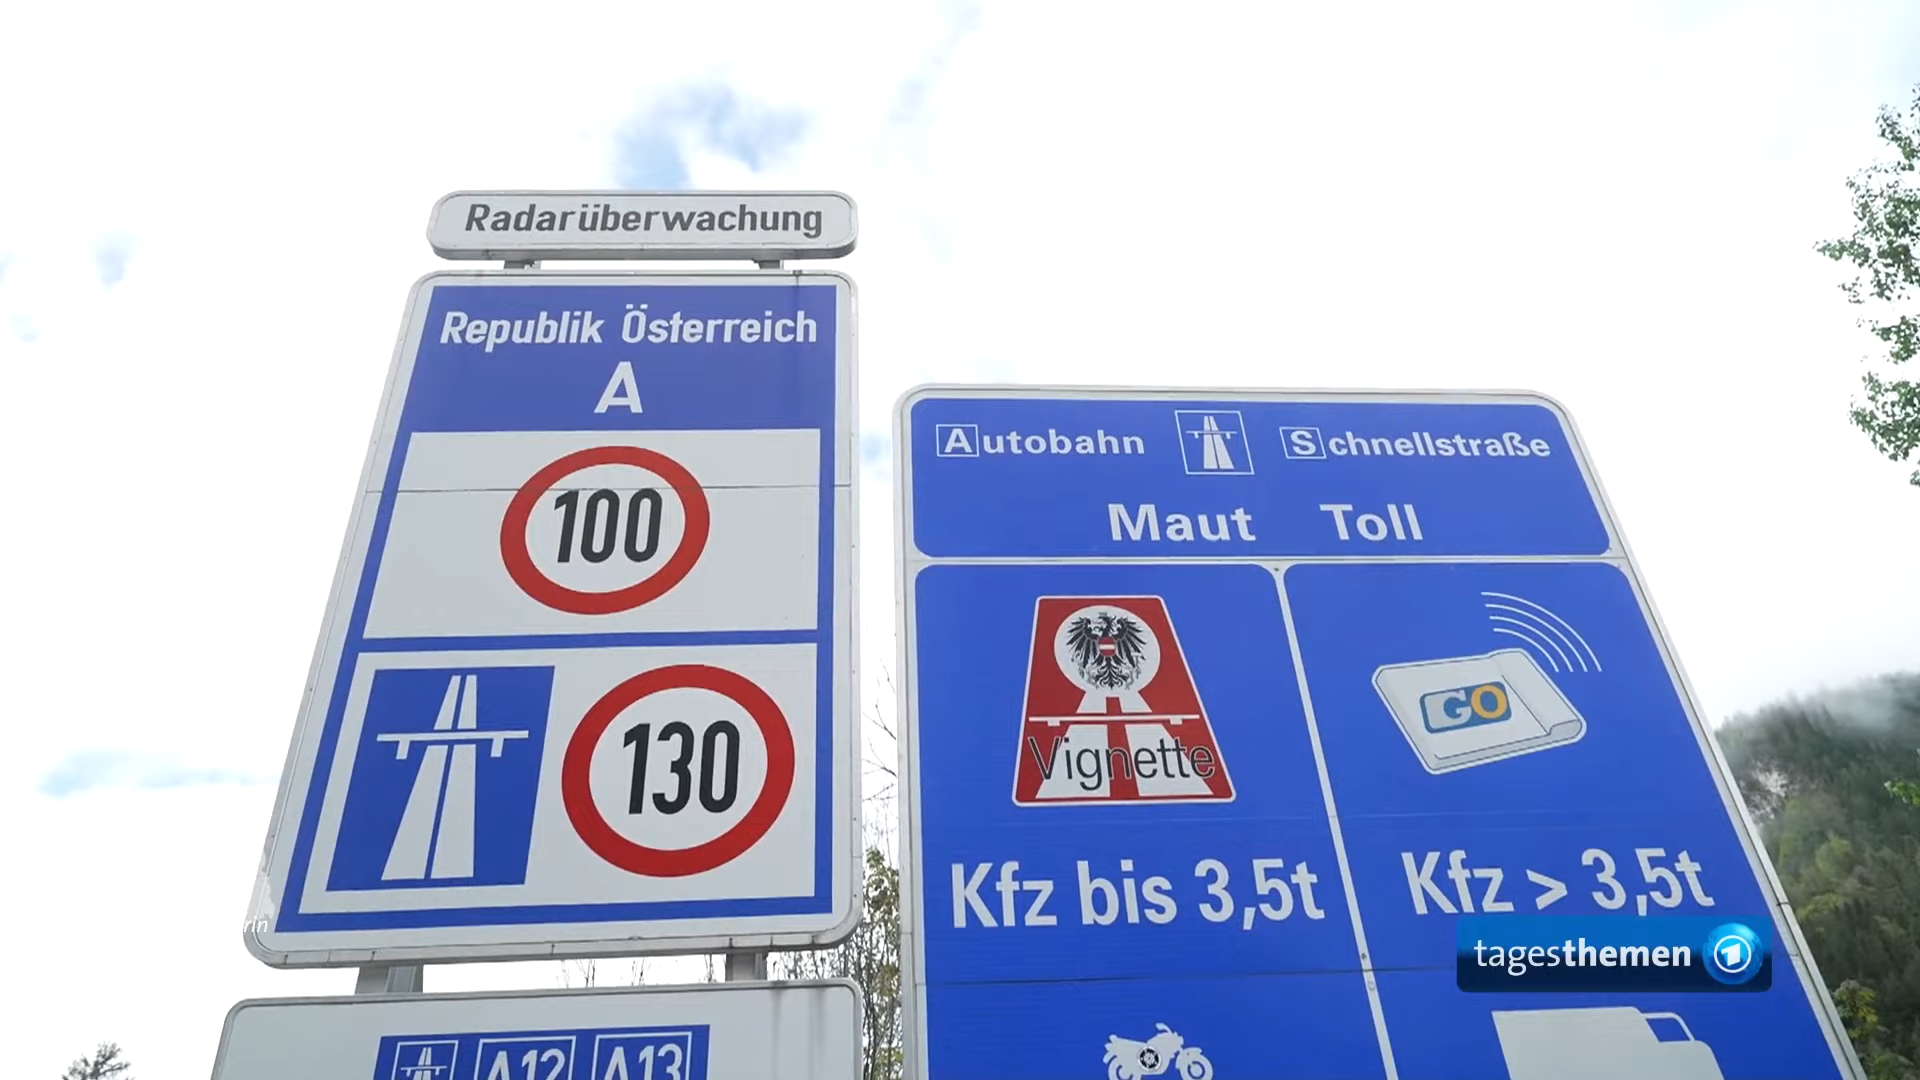 Radarüberwachung
Republik Österreich
A
100
130
A12 A13
Autobahn Schnellstraße
Maut Toll
Vignette
GO
Kfz bis 3,5t
Kfz > 3,5t
tagesthemen